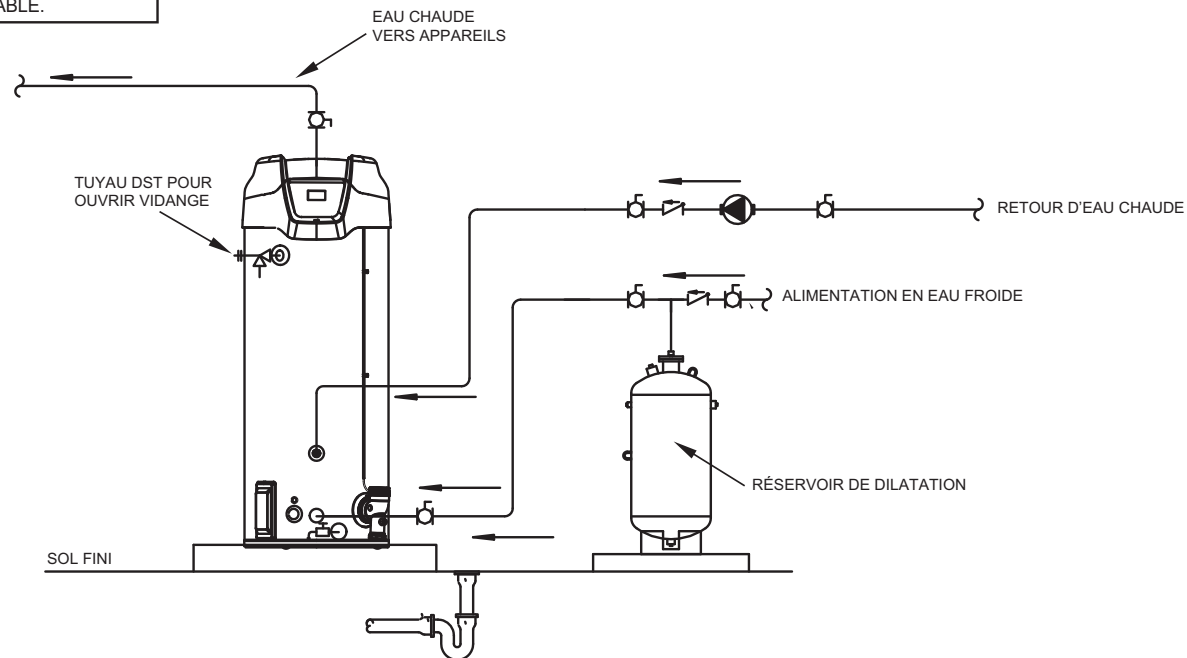 ABLE.
EAU CHAUDE
VERS APPAREILS
TUYAU DST POUR
OUVRIR VIDANGE
RETOUR D'EAU CHAUDE
ALIMENTATION EN EAU FROIDE
RÉSERVOIR DE DILATATION
SOL FINI